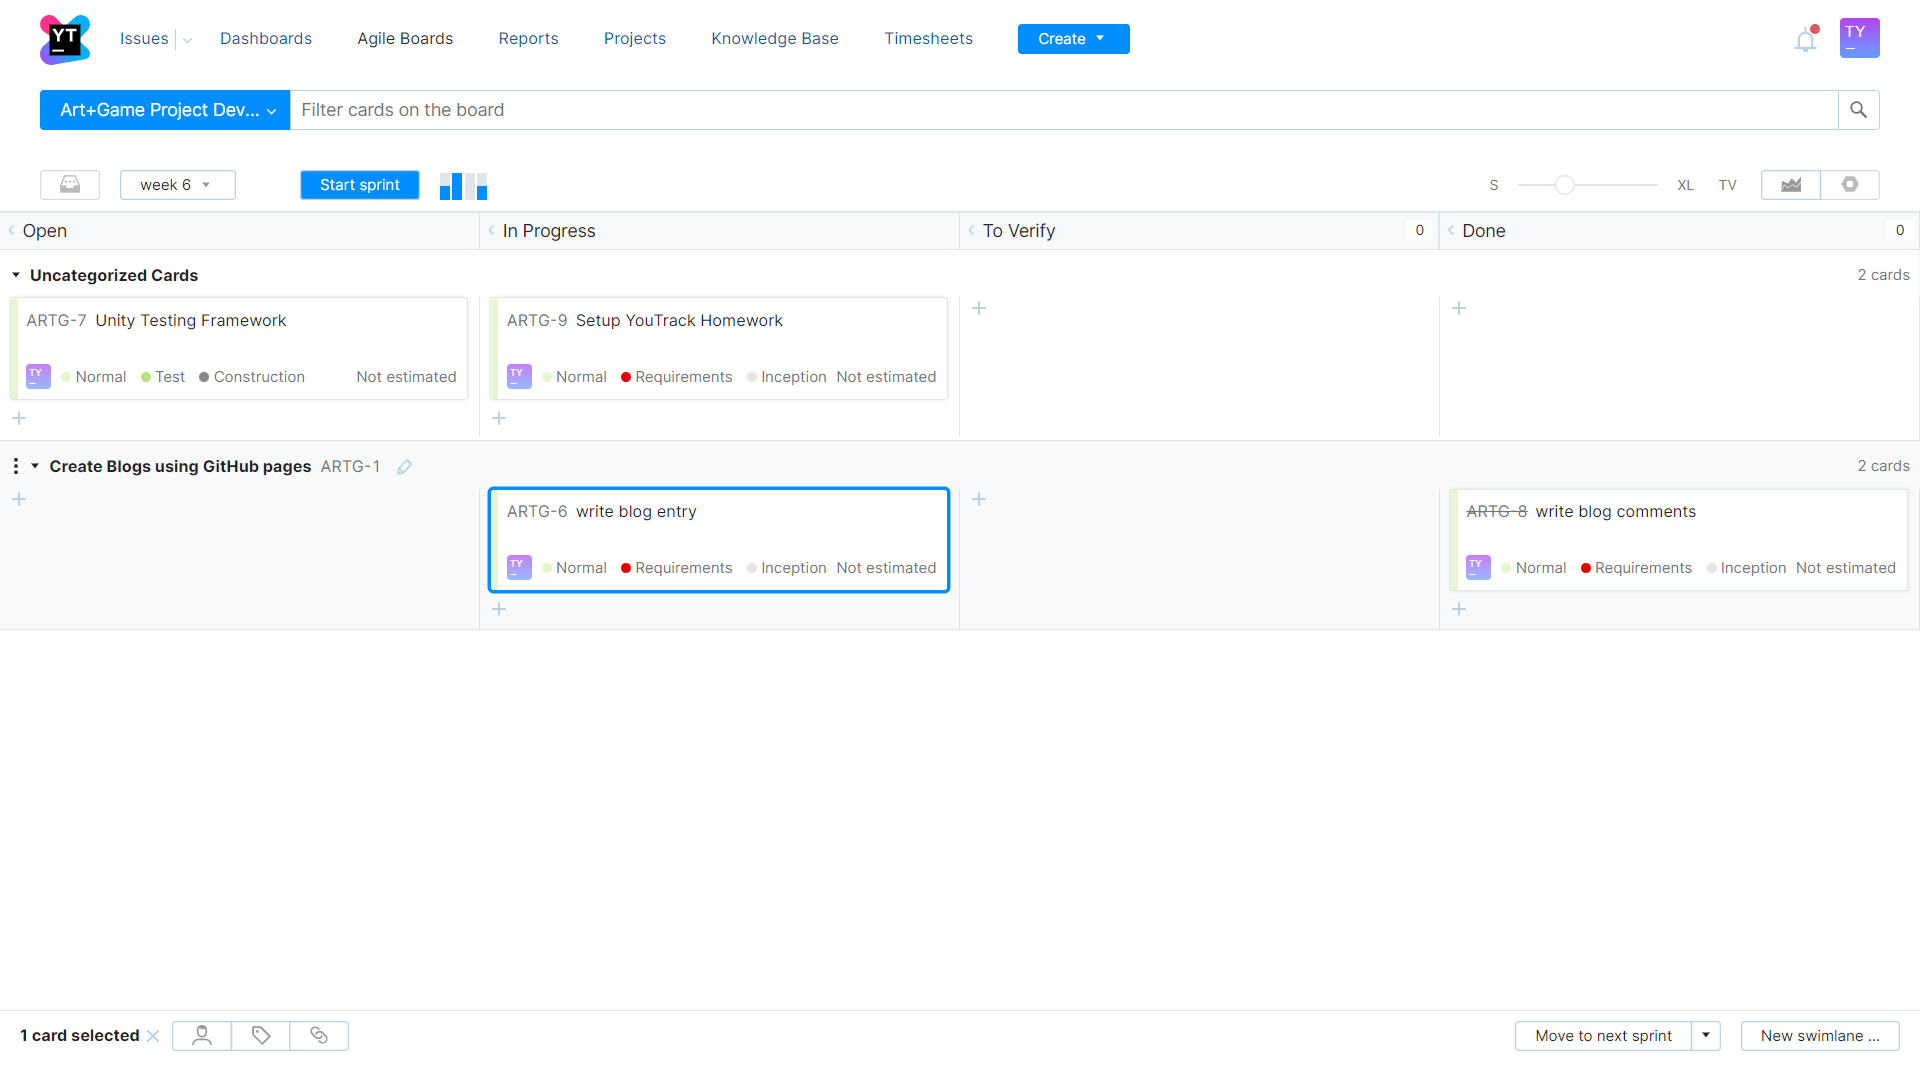 YT
Issues Dashboards Agile Boards Reports Projects Knowledge Base Timesheets Create
TY
Art+Game Project Dev... Filter cards on the board
week 6 Start sprint S XL TV
Open In Progress To Verify 0 Done 0
Uncategorized Cards 2 cards
ARTG-7 Unity Testing Framework
TY Normal Test Construction Not estimated
ARTG-9 Setup YouTrack Homework
TY Normal Requirements Inception Not estimated
Create Blogs using GitHub pages ARTG-1 2 cards
ARTG-6 write blog entry
TY Normal Requirements Inception Not estimated
ARTG-8 write blog comments
TY Normal Requirements Inception Not estimated
1 card selected Move to next sprint New swimlane ...